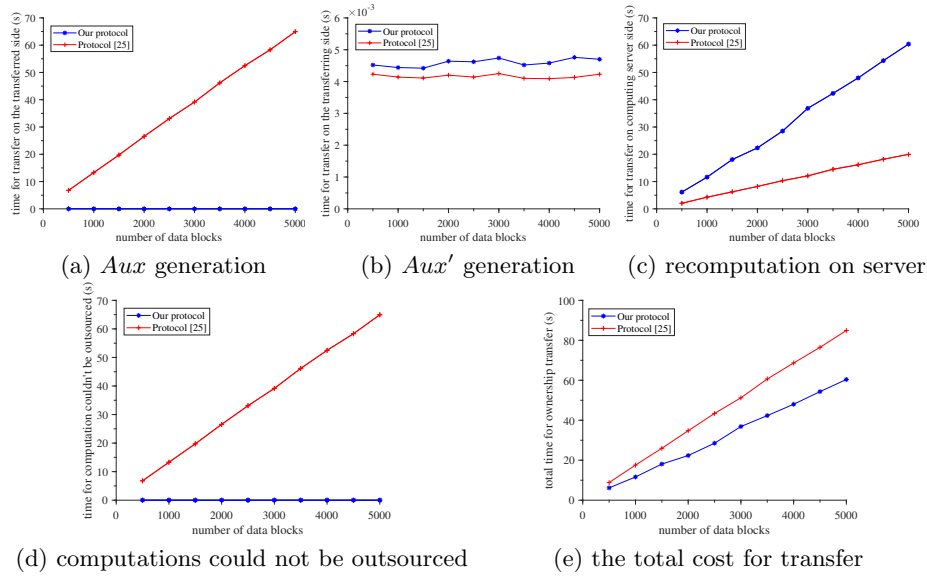 time for transfer on the transferred side (s)
70
60
50
40
30
20
10
0
Our protocol
Protocol [25]
0 1000 2000 3000 4000 5000
number of data blocks
(a) Aux generation
time for transfer on the transferring side (s)
×10⁻³
6
5
4
3
2
1
0
Our protocol
Protocol [25]
0 1000 2000 3000 4000 5000
number of data blocks
(b) Aux′ generation
time for transfer on computing server side (s)
70
60
50
40
30
20
10
0
Our protocol
Protocol [25]
0 1000 2000 3000 4000 5000
number of data blocks
(c) recomputation on server
time for computation couldn't be outsourced (s)
70
60
50
40
30
20
10
0
Our protocol
Protocol [25]
0 1000 2000 3000 4000 5000
number of data blocks
(d) computations could not be outsourced
total time for ownership transfer (s)
100
80
60
40
20
0
Our protocol
Protocol [25]
0 1000 2000 3000 4000 5000
number of data blocks
(e) the total cost for transfer